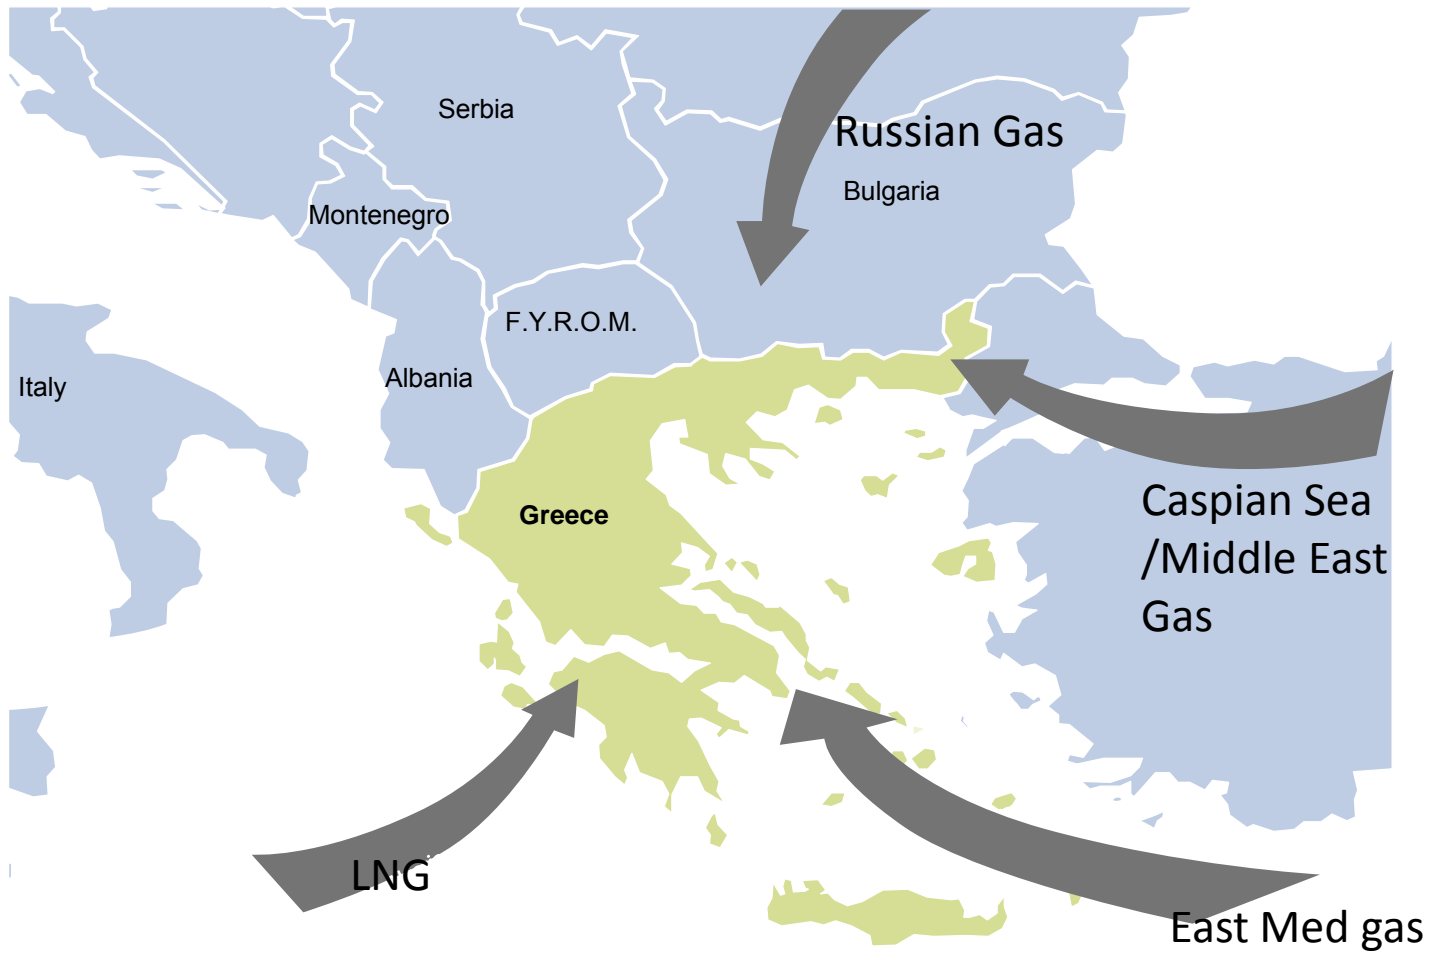 Serbia
Russian Gas
Bulgaria
Montenegro
F.Y.R.O.M.
Italy
Albania
Caspian Sea
/Middle East
Gas
Greece
LNG
East Med gas